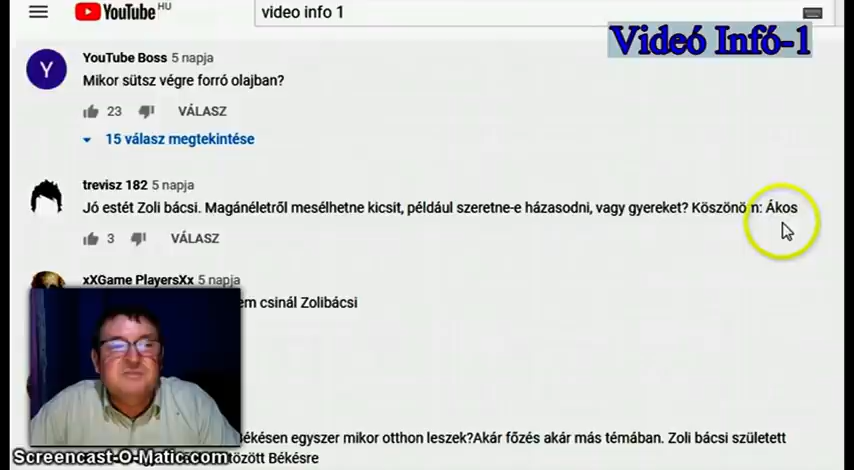 YouTube HU
video info 1
Videó Infó-1
Y
YouTube Boss 5 napja
Mikor sütsz végre forró olajban?
23 VÁLASZ
15 válasz megtekintése
trevisz 182 5 napja
Jó estét Zoli bácsi. Magánéletről mesélhetne kicsit, például szeretne-e házasodni, vagy gyereket? Köszönöm: Ákos
3 VÁLASZ
xXGame PlayersXx 5 napja
csinál Zolibácsi
Békésen egyszer mikor otthon leszek?Akár főzés akár más témában. Zoli bácsi született
Békésre
Screencast-O-Matic.com